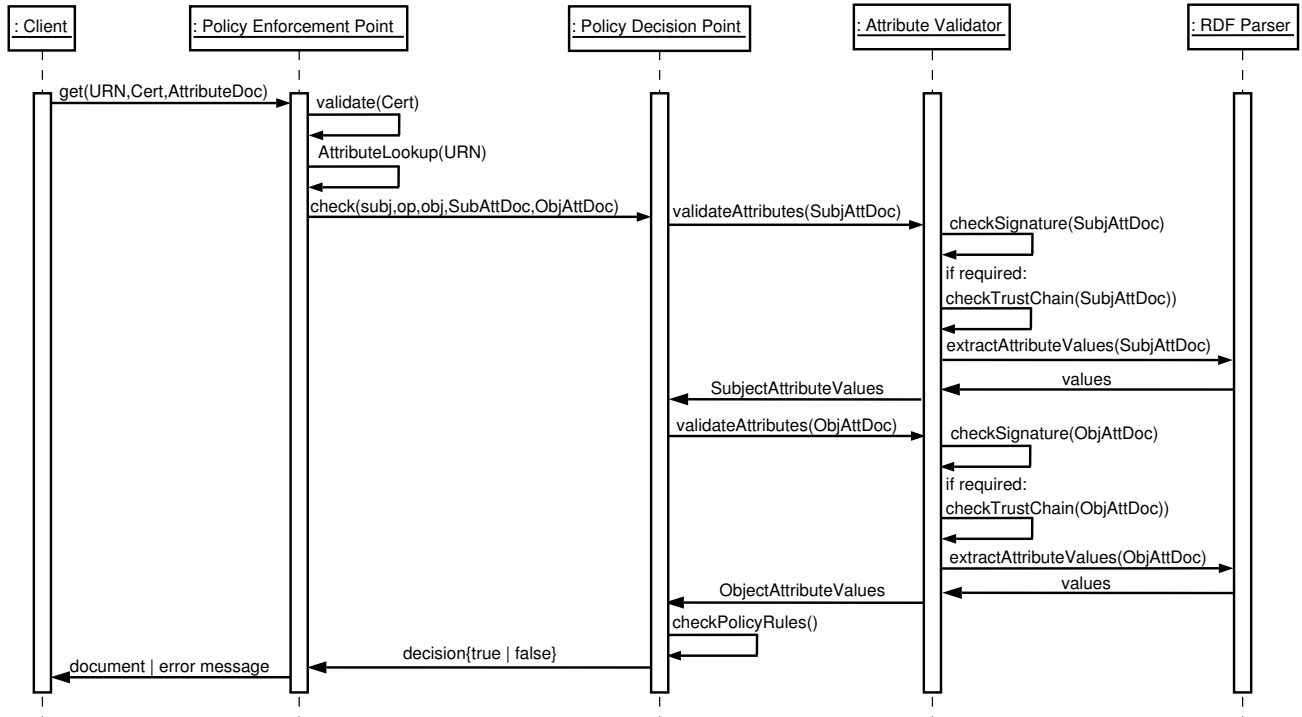 : Client
: Policy Enforcement Point
: Policy Decision Point
: Attribute Validator
: RDF Parser
get(URN,Cert,AttributeDoc)
validate(Cert)
AttributeLookup(URN)
check(subj,op,obj,SubAttDoc,ObjAttDoc)
validateAttributes(SubjAttDoc)
checkSignature(SubjAttDoc)
if required:
checkTrustChain(SubjAttDoc))
extractAttributeValues(SubjAttDoc)
values
SubjectAttributeValues
validateAttributes(ObjAttDoc)
checkSignature(ObjAttDoc)
if required:
checkTrustChain(ObjAttDoc))
extractAttributeValues(ObjAttDoc)
values
ObjectAttributeValues
checkPolicyRules()
decision{true | false}
document | error message